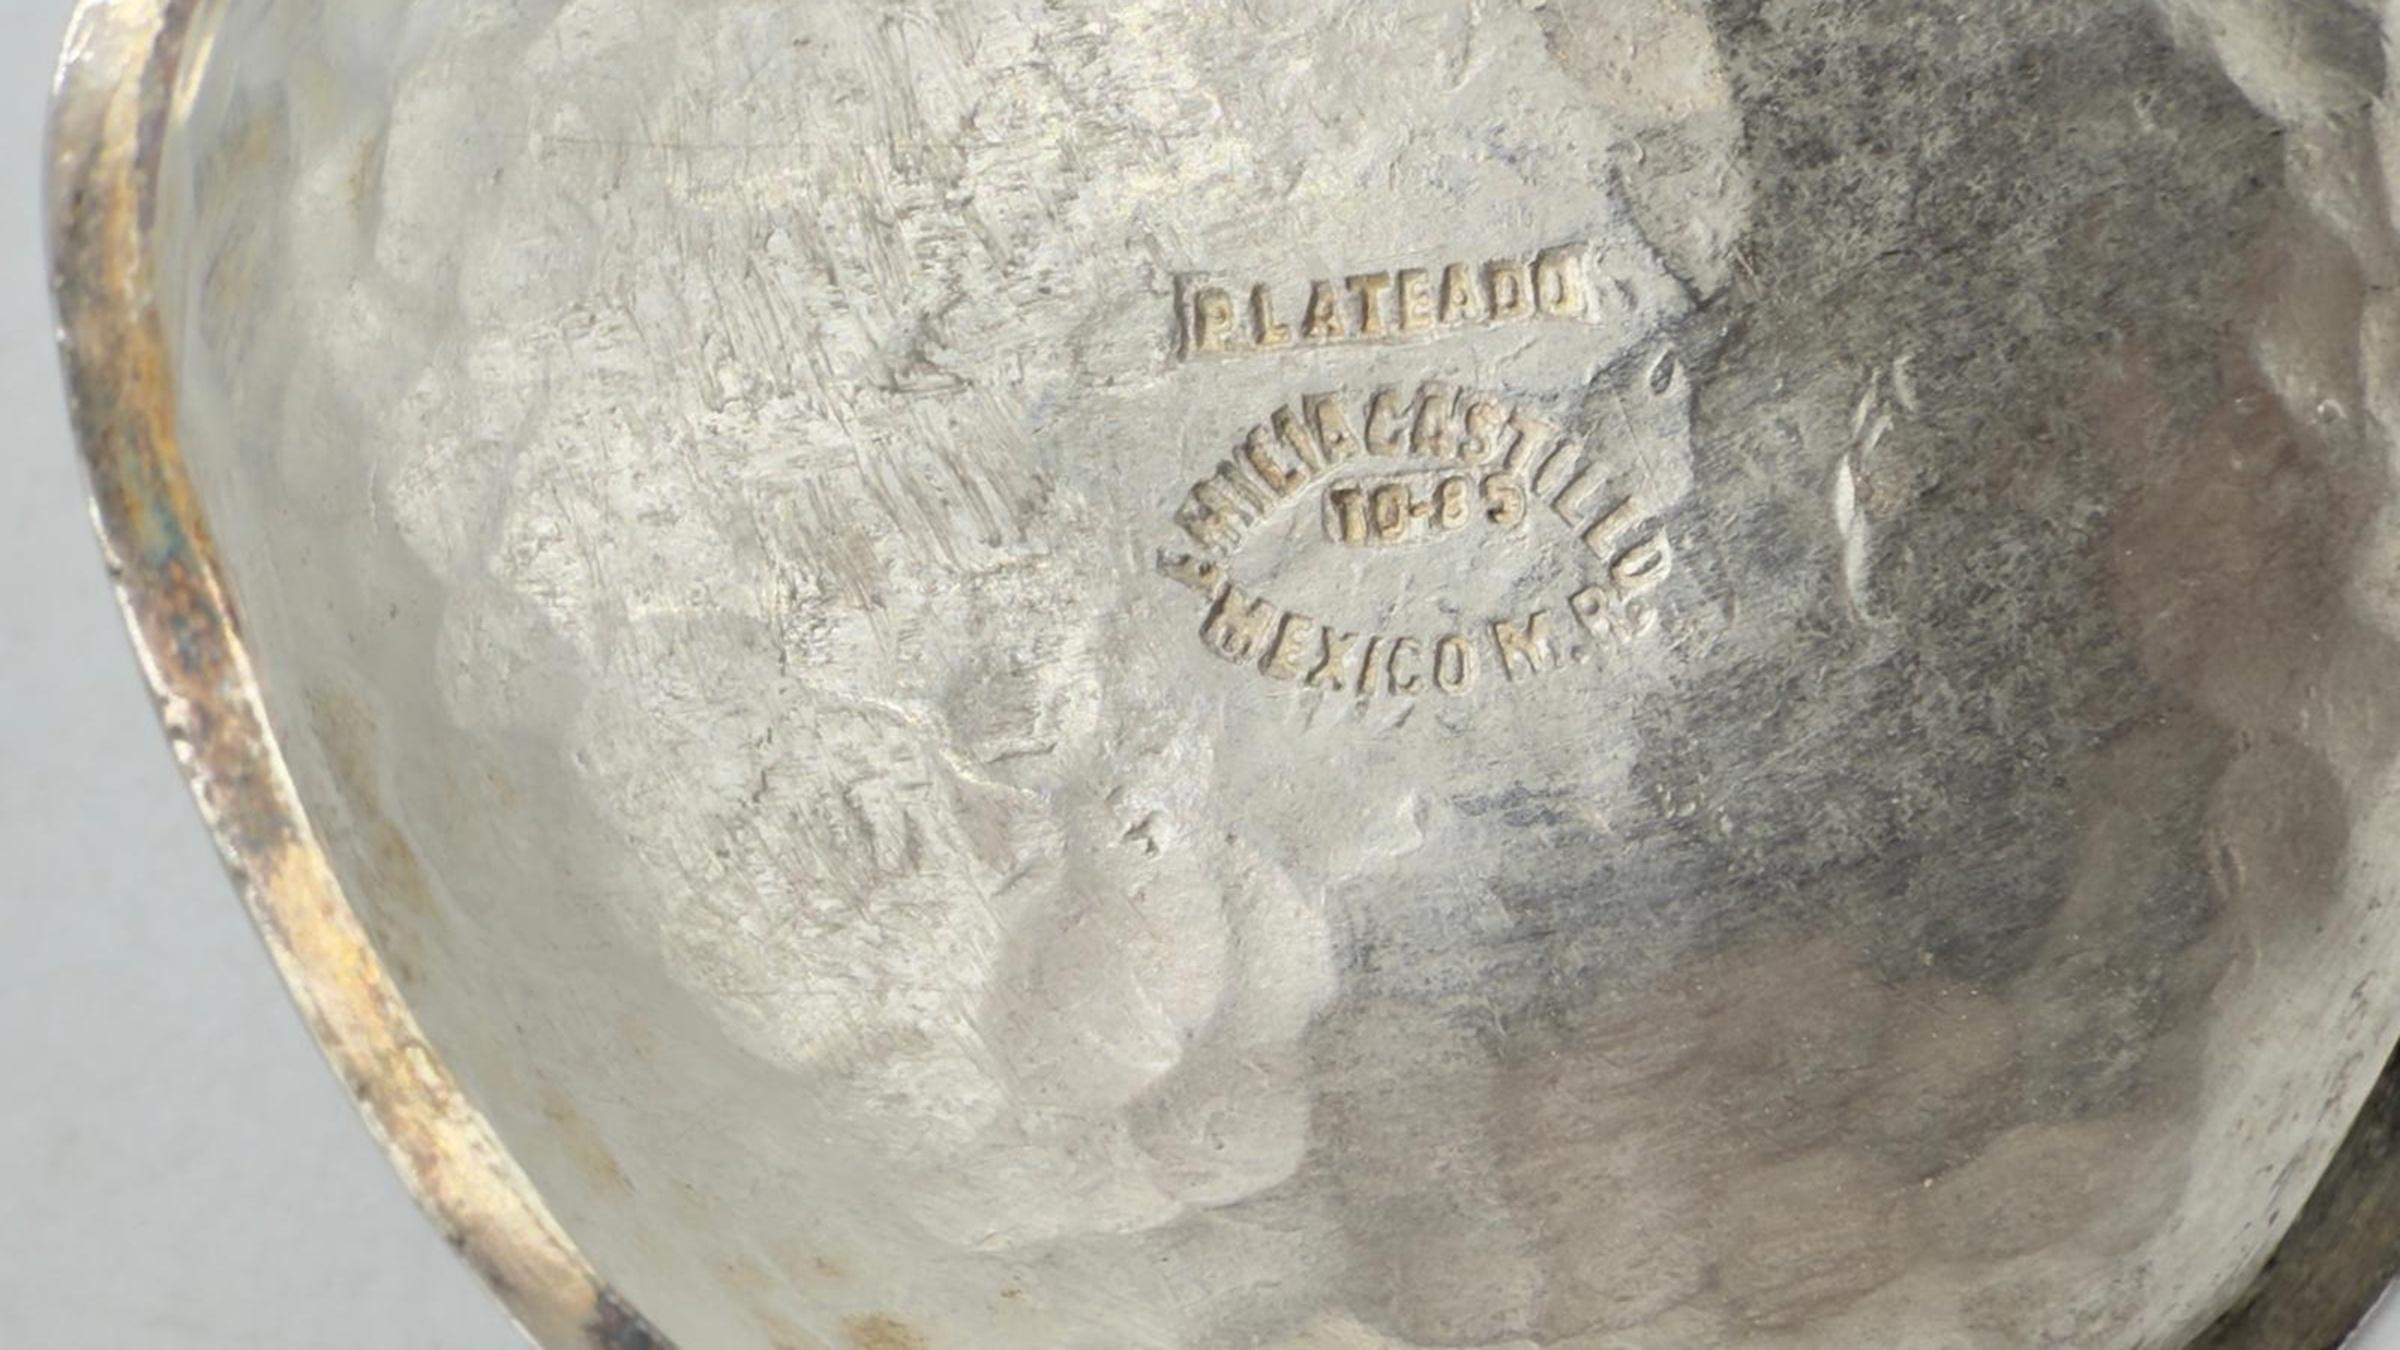 PLATEADO
EMILIA CASTILLO
TO-85
MEXICO M.R.